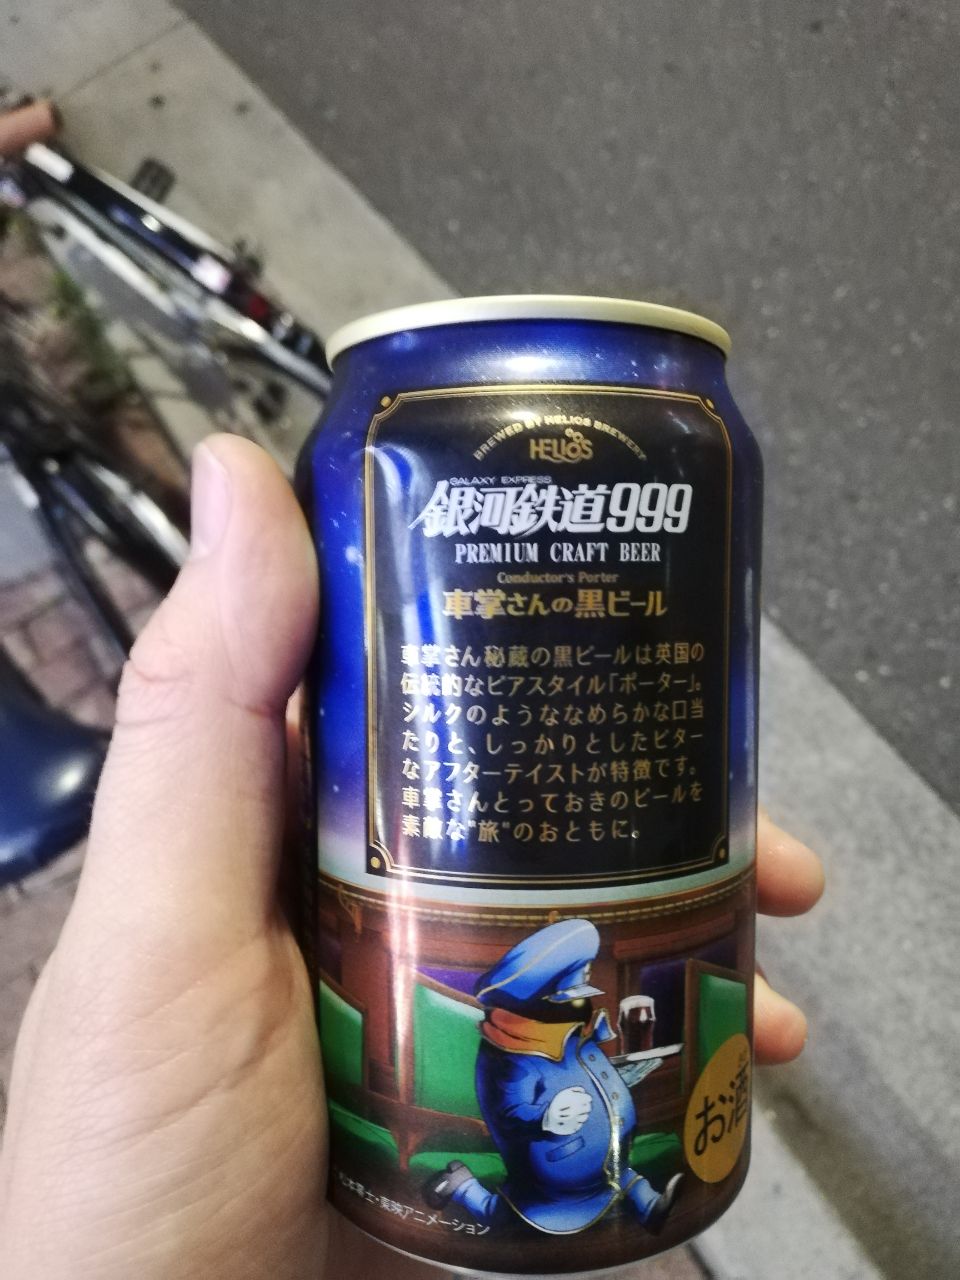 BREWED BY HELIOS BREWERY
HELIOS
GALAXY EXPRESS
銀河鉄道999
PREMIUM CRAFT BEER
Conductor's Porter
車掌さんの黒ビール
車掌さん秘蔵の黒ビールは英国の
伝統的なビアスタイル「ポーター」。
シルクのようななめらかな口当
たりと、しっかりとしたビター
なアフターテイストが特徴です。
車掌さんとっておきのビールを
素敵な"旅"のおともに。
お酒
松本零士・東映アニメーション